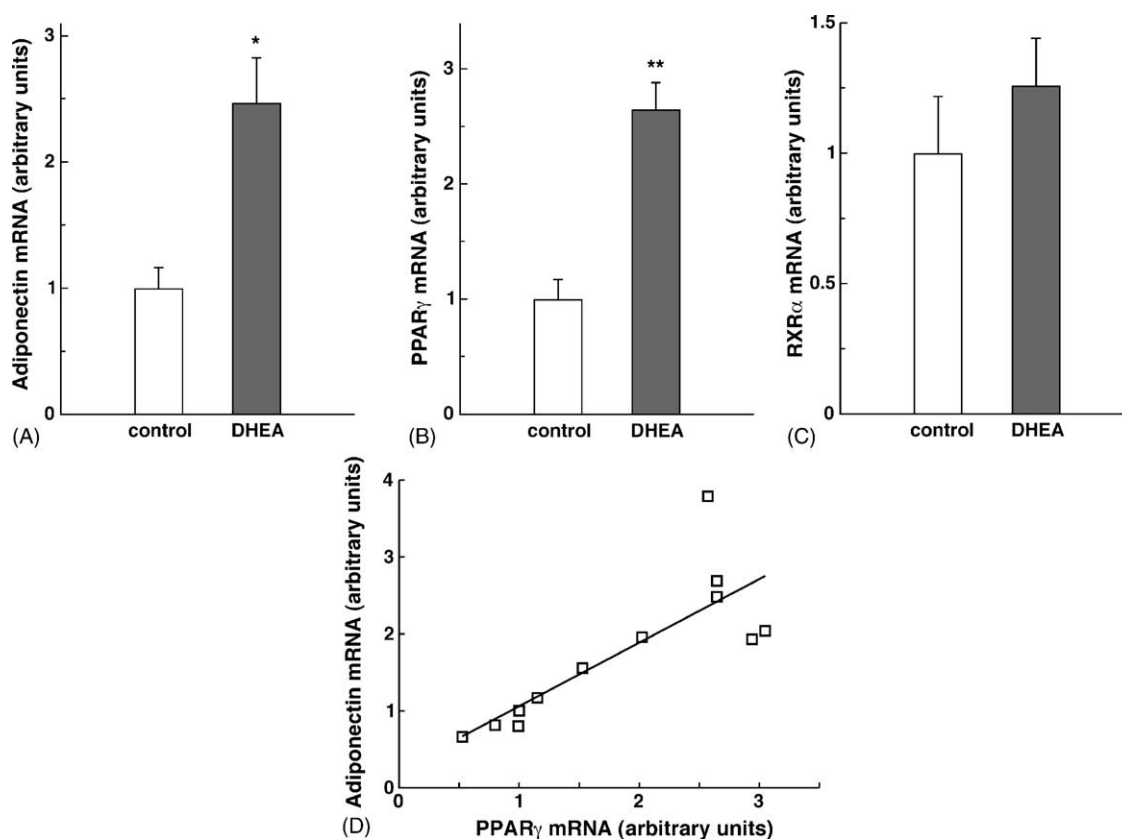 Adiponectin mRNA (arbitrary units)
3
2
1
0
*
control
DHEA
(A)
PPARγ mRNA (arbitrary units)
3
2
1
0
**
control
DHEA
(B)
RXRα mRNA (arbitrary units)
1.5
1
0.5
0
control
DHEA
(C)
Adiponectin mRNA (arbitrary units)
4
3
2
1
0
0
1
2
3
PPARγ mRNA (arbitrary units)
(D)